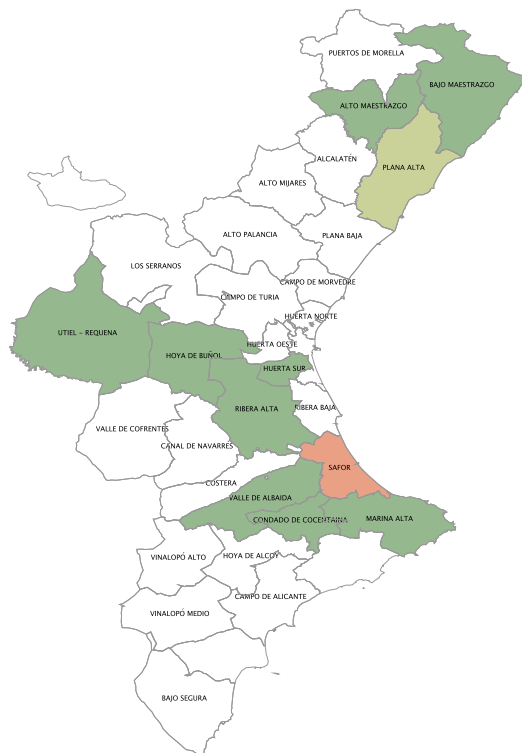 PUERTOS DE MORELLA
BAJO MAESTRAZGO
ALTO MAESTRAZGO
ALCALATÉN
PLANA ALTA
ALTO MIJARES
ALTO PALANCIA
PLANA BAJA
LOS SERRANOS
CAMPO DE MORVEDRE
CAMPO DE TURIA
HUERTA NORTE
UTIEL - REQUENA
HUERTA OESTE
HOYA DE BUÑOL
HUERTA SUR
RIBERA ALTA
RIBERA BAJA
VALLE DE COFRENTES
CANAL DE NAVARRES
SAFOR
COSTERA
VALLE DE ALBAIDA
CONDADO DE COCENTAINA
MARINA ALTA
VINALOPÓ ALTO
HOYA DE ALCOY
CAMPO DE ALICANTE
VINALOPÓ MEDIO
BAJO SEGURA